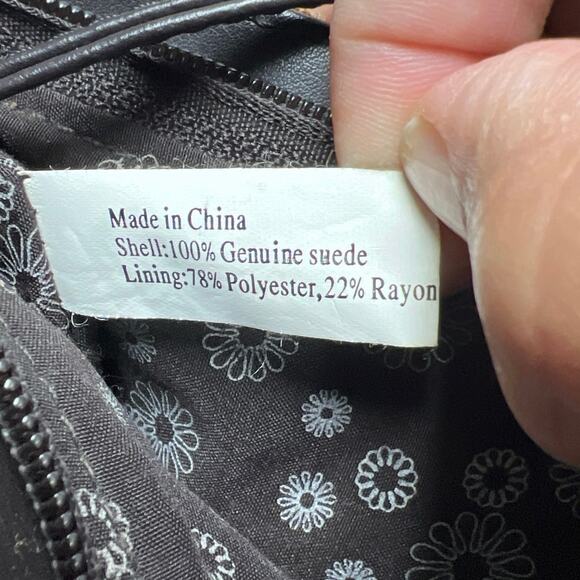 Made in China
Shell:100% Genuine suede
Lining:78% Polyester,22% Rayon